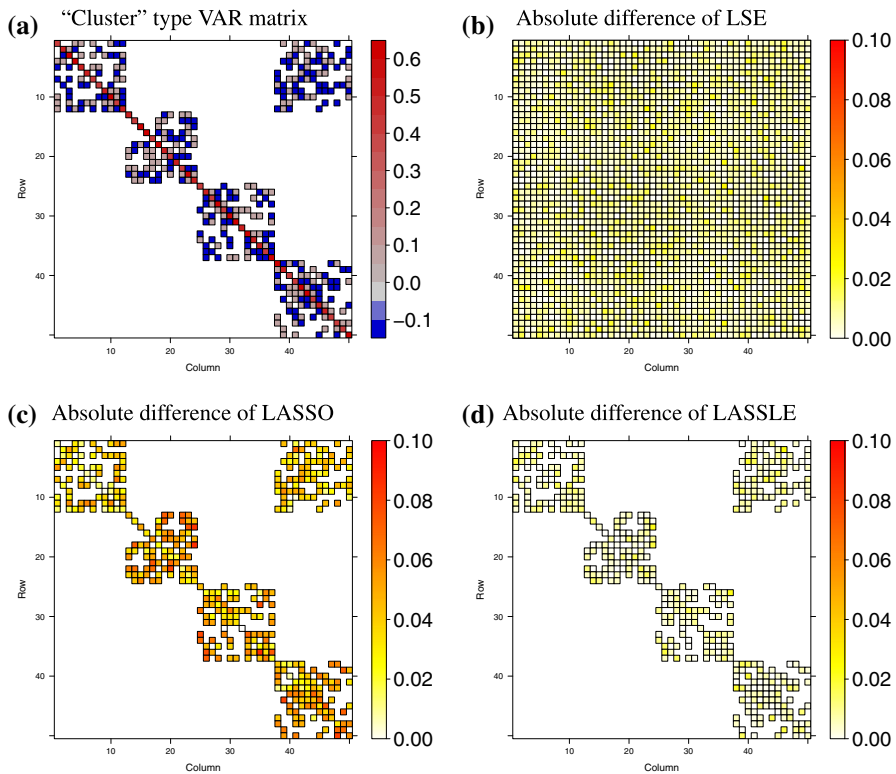 (a) “Cluster” type VAR matrix
Row
10
20
30
40
10 20 30 40
Column
0.6
0.5
0.4
0.3
0.2
0.1
0.0
−0.1
(b) Absolute difference of LSE
Row
10
20
30
40
10 20 30 40
Column
0.10
0.08
0.06
0.04
0.02
0.00
(c) Absolute difference of LASSO
Row
10
20
30
40
10 20 30 40
Column
0.10
0.08
0.06
0.04
0.02
0.00
(d) Absolute difference of LASSLE
Row
10
20
30
40
10 20 30 40
Column
0.10
0.08
0.06
0.04
0.02
0.00